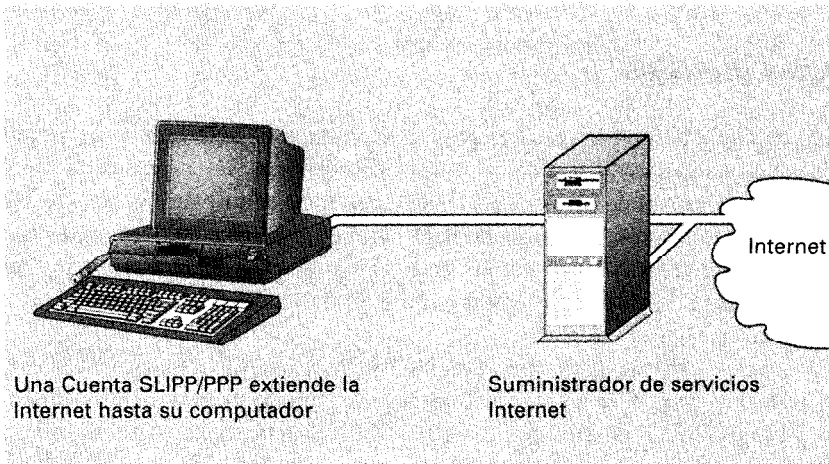 Internet
Una Cuenta SLIPP/PPP extiende la
Internet hasta su computador
Suministrador de servicios
Internet